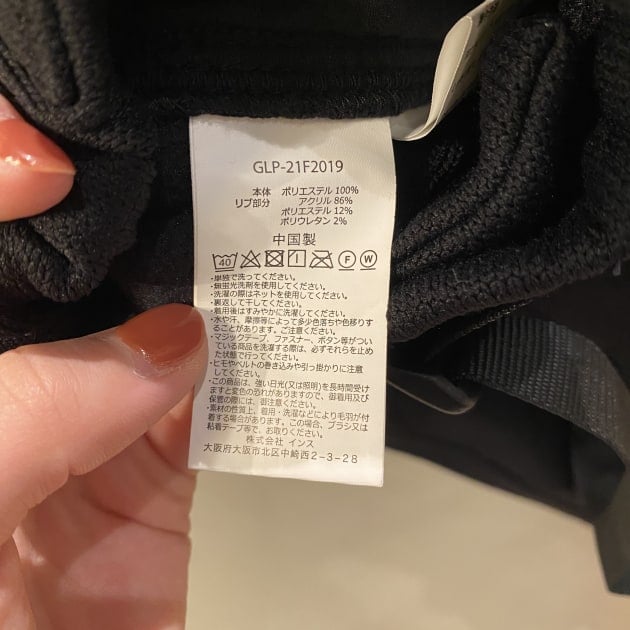 GLP-21F2019
本体 ポリエステル 100%
リブ部分 アクリル 86%
ポリエステル 12%
ポリウレタン 2%
中国製
40 F W
・単独で洗ってください。
・無蛍光洗剤を使用してください。
・洗濯の際はネットを使用してください。
・裏返して干してください。
・着用後はすみやかに洗濯してください。
・水や汗、摩擦等によって多少色落ちや色移りす
ることがあります。ご注意ください。
・マジックテープ、ファスナー、ボタン等がつい
ている商品を洗濯する際は、必ずそれらを止め
た状態で行ってください。
・ヒモやベルトの巻き込みや引っ掛かりに注意
してください。
・この商品は、強い日光(又は照明)を長時間受け
ますと変色の恐れがありますので、御着用及び
保管の際には、御注意ください。
・素材の性質上、着用・洗濯などにより毛羽が付
着する場合があります。この場合、ブラシ又は
粘着テープ等で、お取りください。
株式会社 インス
大阪府大阪市北区中崎西2-3-28